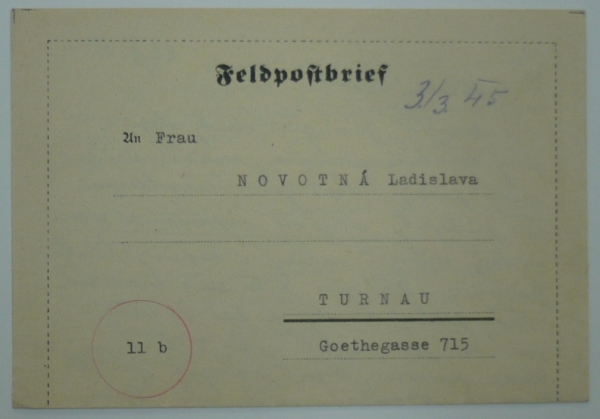 Feldpostbrief
3./3. 45
An Frau
NOVOTNÁ Ladislava
TURNAU
11 b
Goethegasse 715